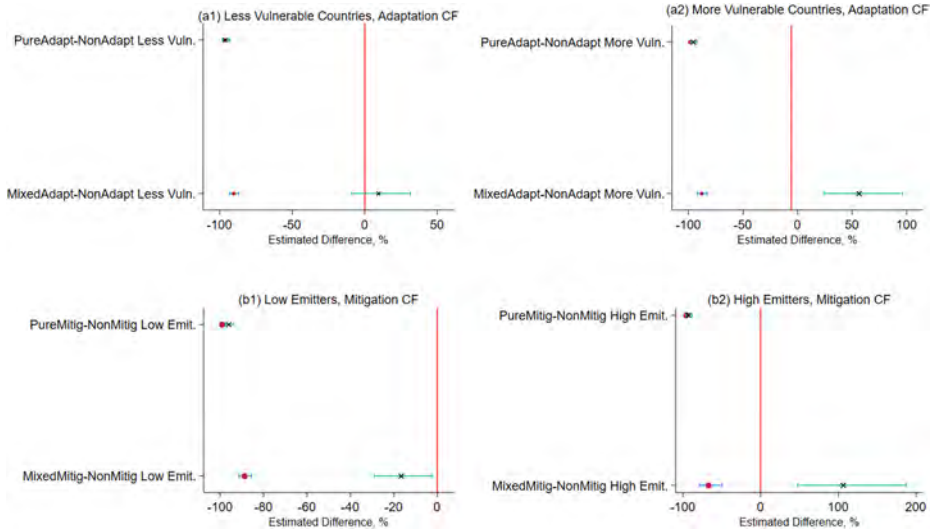 (a1) Less Vulnerable Countries, Adaptation CF
PureAdapt-NonAdapt Less Vuln.
MixedAdapt-NonAdapt Less Vuln.
-100 -50 0 50
Estimated Difference, %
(a2) More Vulnerable Countries, Adaptation CF
PureAdapt-NonAdapt More Vuln.
MixedAdapt-NonAdapt More Vuln.
-100 -50 0 50 100
Estimated Difference, %
(b1) Low Emitters, Mitigation CF
PureMitig-NonMitig Low Emit.
MixedMitig-NonMitig Low Emit.
-100 -80 -60 -40 -20 0
Estimated Difference, %
(b2) High Emitters, Mitigation CF
PureMitig-NonMitig High Emit.
MixedMitig-NonMitig High Emit.
-100 0 100 200
Estimated Difference, %